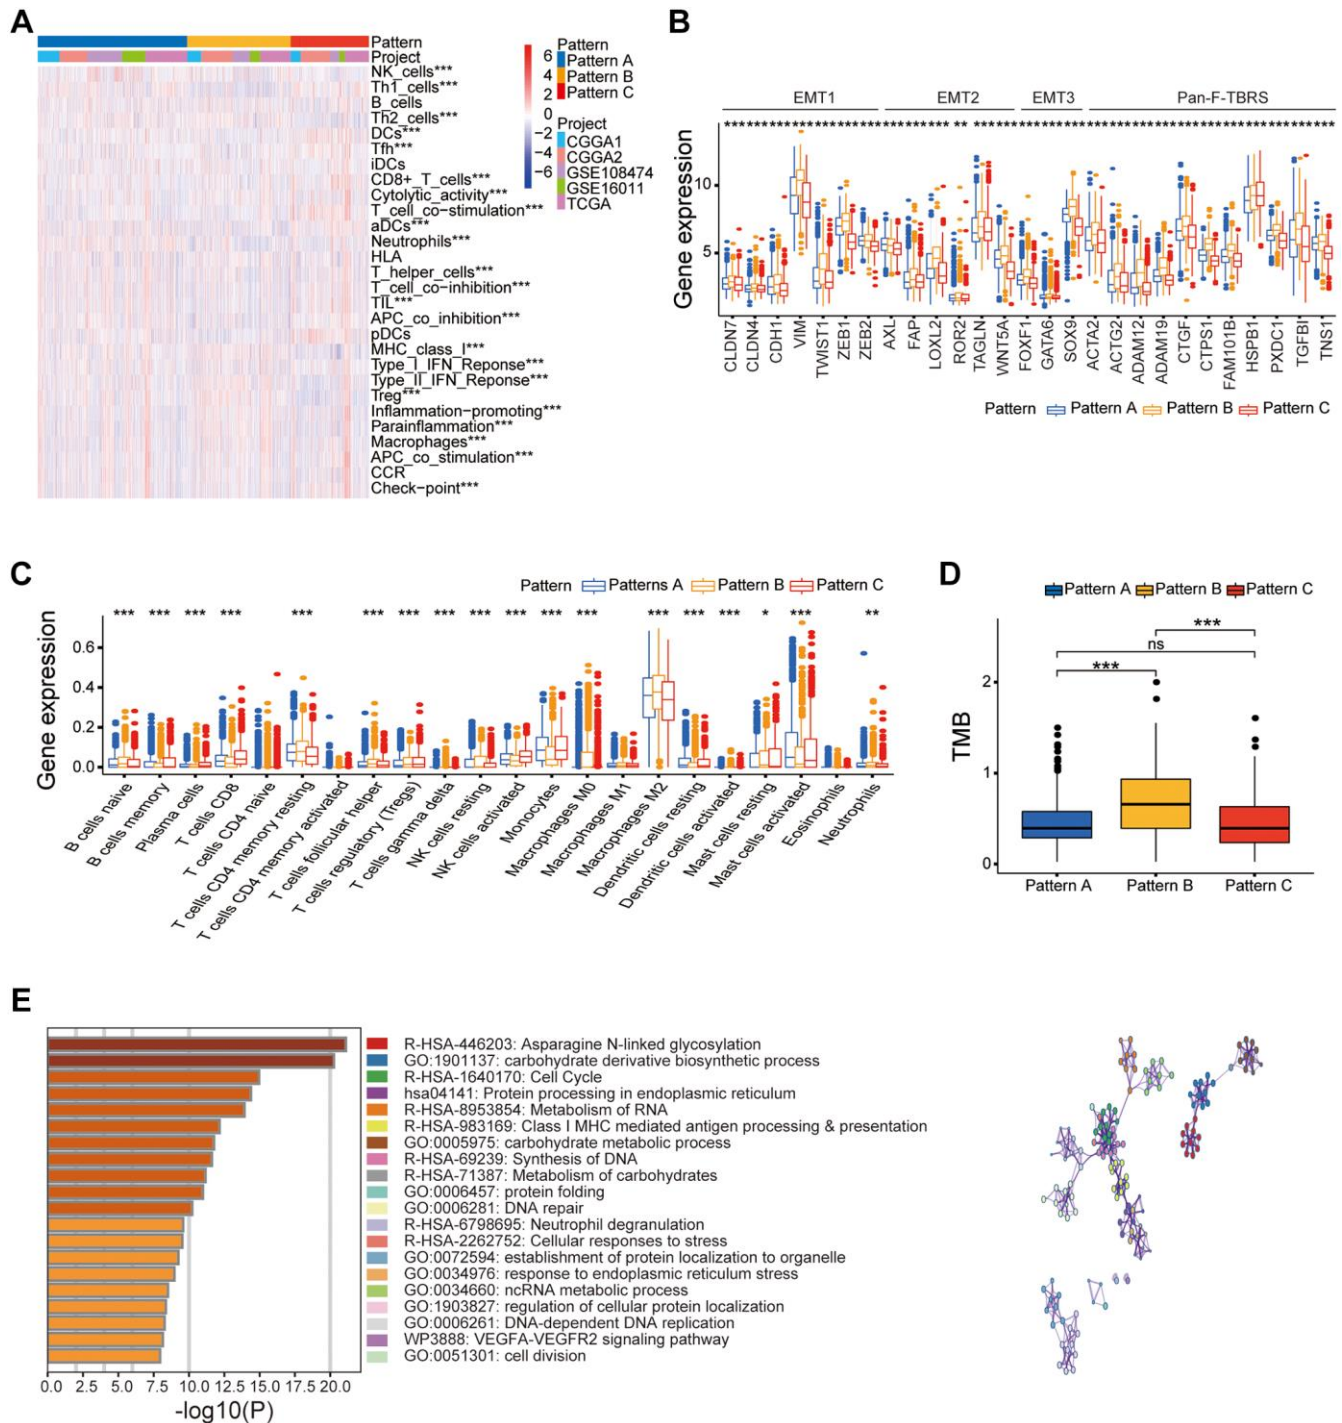 A
Pattern
Project
NK_cells***
Th1_cells***
B_cells
Th2_cells***
DCs***
Tfh***
iDCs
CD8+_T_cells***
Cytolytic_activity***
T_cell_co-stimulation***
aDCs***
Neutrophils***
HLA
T_helper_cells***
T_cell_co-inhibition***
TIL***
APC_co_inhibition***
pDCs
MHC_class_I***
Type_I_IFN_Reponse
Type_II_IFN_Reponse***
Treg***
Inflammation-promoting***
Parainflammation***
Macrophages***
APC_co_stimulation***
CCR
Check-point***
6
4
2
0
-2
-4
-6
Pattern
Pattern A
Pattern B
Pattern C
Project
CGGA1
CGGA2
GSE108474
GSE16011
TCGA
B
EMT1 EMT2 EMT3 Pan-F-TBRS
Gene expression
10
5
CLDN7
CLDN4
CDH1
VIM
TWIST1
ZEB1
ZEB2
AXL
FAP
LOXL2
ROR2
TAGLN
WNT5A
FOXF1
GATA6
SOX9
ACTA2
ACTG2
ADAM12
ADAM19
CTGF
CTPS1
FAM101B
HSPB1
PXDC1
TGFBI
TNS1
Pattern Pattern A Pattern B Pattern C
C
Pattern Patterns A Pattern B Pattern C
*** *** *** *** *** *** *** *** *** *** *** *** *** *** *** * *** **
Gene expression
0.6
0.4
0.2
0.0
B cells naive
B cells memory
Plasma cells
T cells CD8
T cells CD4 naive
T cells CD4 memory resting
T cells CD4 memory activated
T cells follicular helper
T cells regulatory (Tregs)
T cells gamma delta
NK cells resting
NK cells activated
Monocytes
Macrophages M0
Macrophages M1
Macrophages M2
Dendritic cells resting
Dendritic cells activated
Mast cells resting
Mast cells activated
Eosinophils
Neutrophils
D
Pattern A Pattern B Pattern C
***
ns
***
TMB
2
1
0
Pattern A Pattern B Pattern C
E
R-HSA-446203: Asparagine N-linked glycosylation
GO:1901137: carbohydrate derivative biosynthetic process
R-HSA-1640170: Cell Cycle
hsa04141: Protein processing in endoplasmic reticulum
R-HSA-8953854: Metabolism of RNA
R-HSA-983169: Class I MHC mediated antigen processing & presentation
GO:0005975: carbohydrate metabolic process
R-HSA-69239: Synthesis of DNA
R-HSA-71387: Metabolism of carbohydrates
GO:0006457: protein folding
GO:0006281: DNA repair
R-HSA-6798695: Neutrophil degranulation
R-HSA-2262752: Cellular responses to stress
GO:0072594: establishment of protein localization to organelle
GO:0034976: response to endoplasmic reticulum stress
GO:0034660: ncRNA metabolic process
GO:1903827: regulation of cellular protein localization
GO:0006261: DNA-dependent DNA replication
WP3888: VEGFA-VEGFR2 signaling pathway
GO:0051301: cell division
0.0 2.5 5.0 7.5 10.0 12.5 15.0 17.5 20.0
-log10(P)